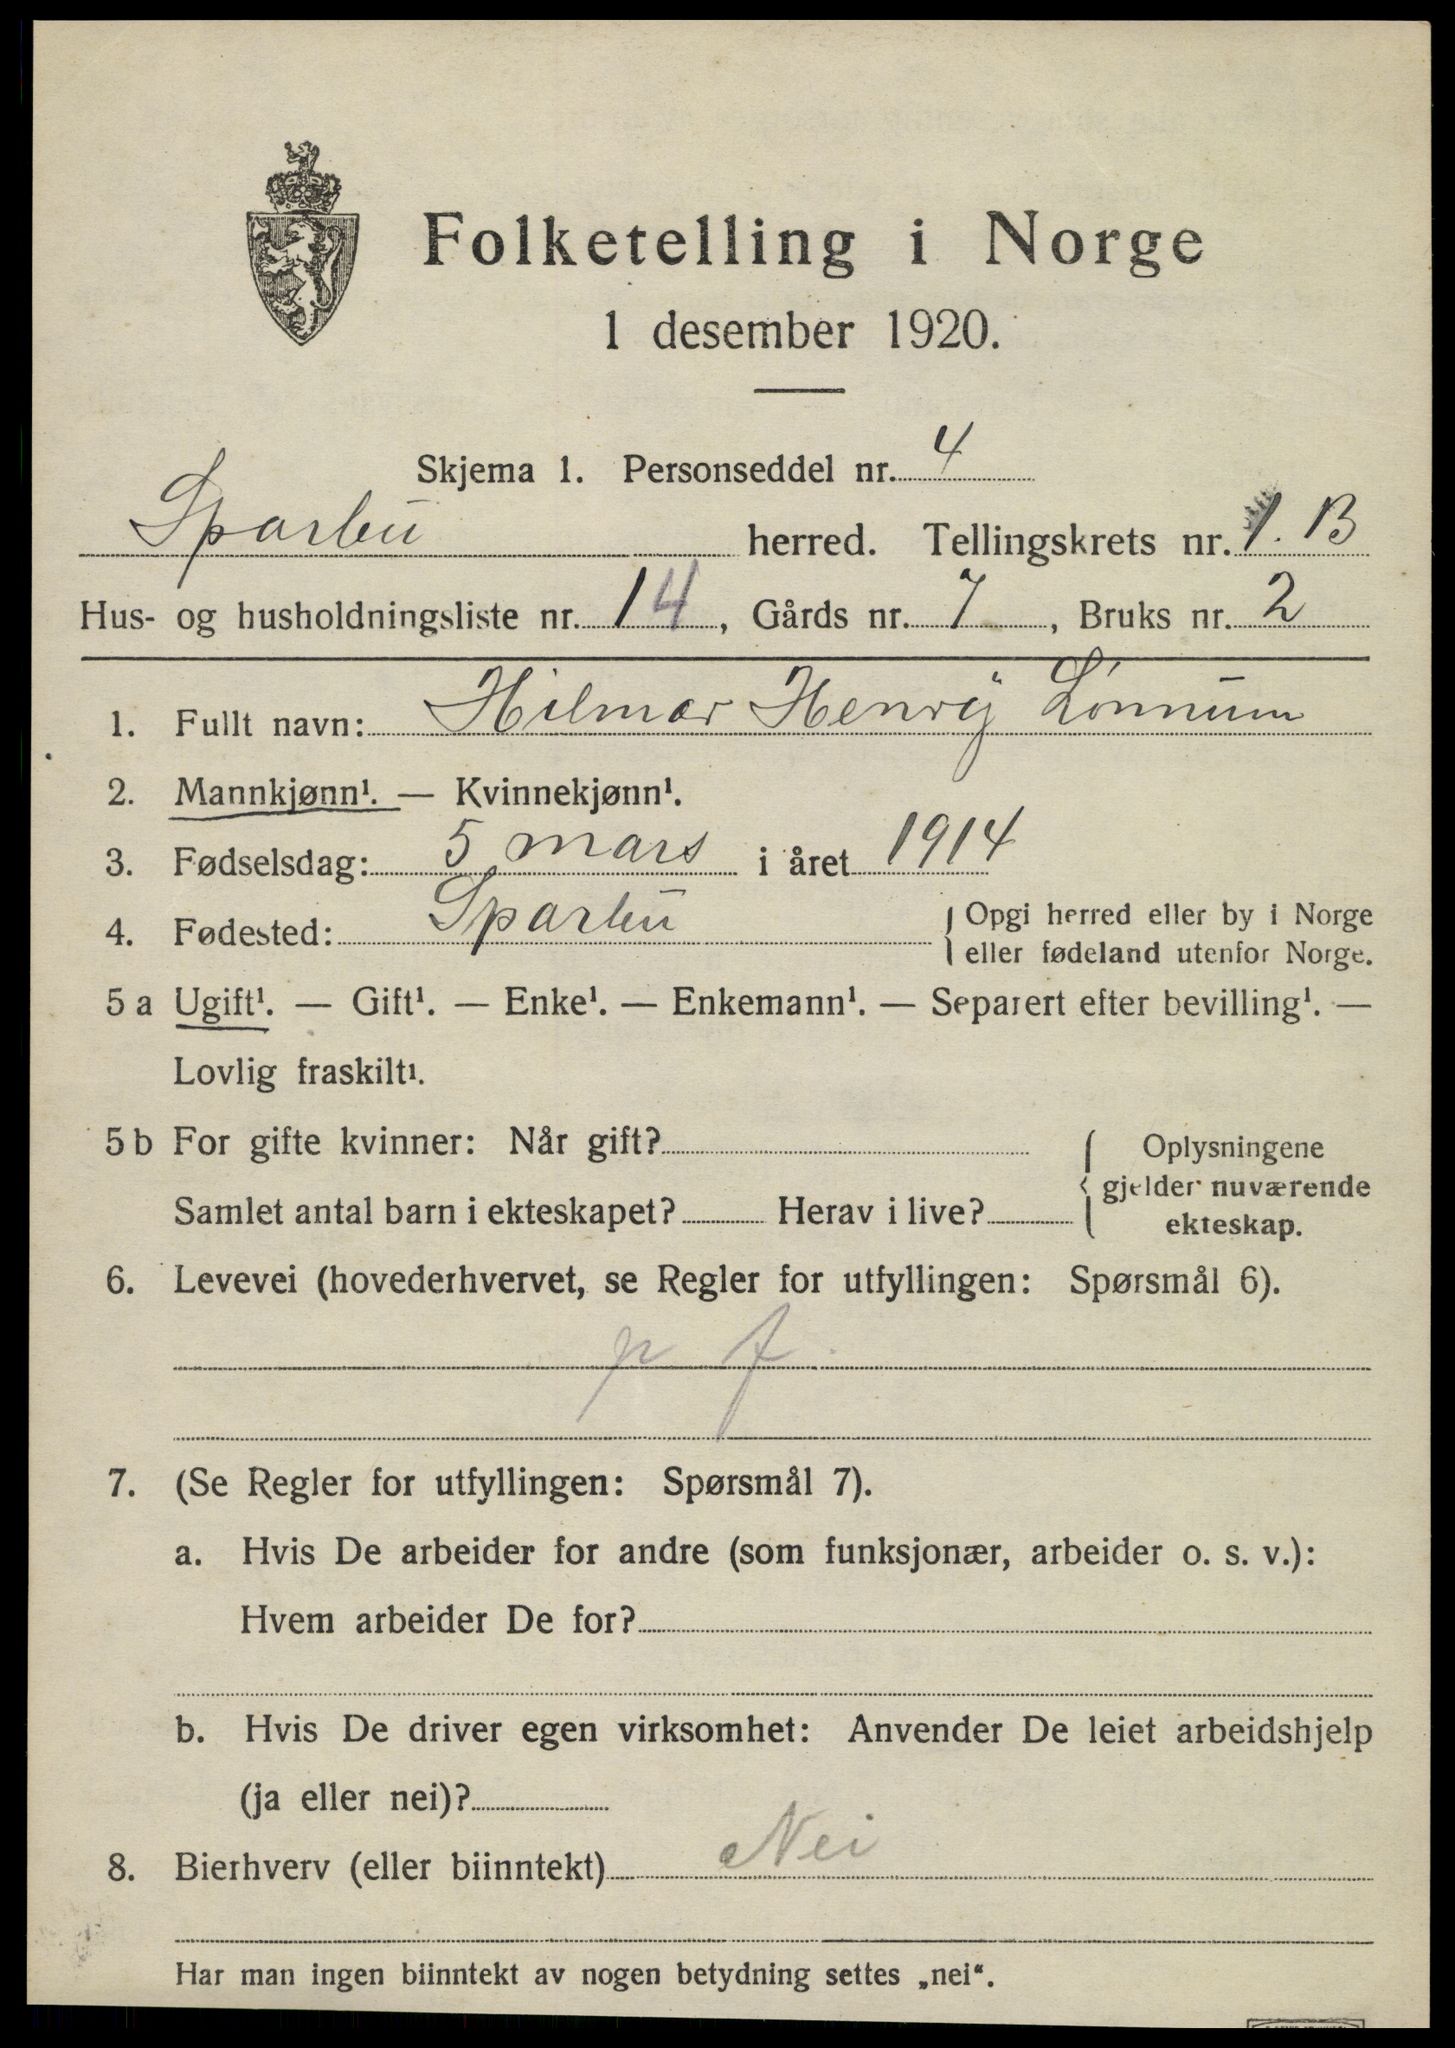 Folketelling i Norge
1 desember 1920.
Skjema 1. Personseddel nr. 4
Sparbu herred. Tellingskrets nr. 1. B
Hus- og husholdningsliste nr. 14, Gårds nr. 7, Bruks nr. 2
1. Fullt navn: Hilmar Henry Lónnum
2. Mannkjønn¹. — Kvinnekjønn¹.
3. Fødselsdag: 5 mars i året 1914
4. Fødested: Sparbu { Opgi herred eller by i Norge
eller fødeland utenfor Norge.
5 a Ugift¹. — Gift¹. — Enke¹. — Enkemann¹. — Separert efter bevilling¹. —
Lovlig fraskilt¹.
5 b For gifte kvinner: Når gift? { Oplysningene
gjelder nuværende
ekteskap.
Samlet antal barn i ekteskapet? Herav i live?
6. Levevei (hovederhvervet, se Regler for utfyllingen: Spørsmål 6).
p f.
7. (Se Regler for utfyllingen: Spørsmål 7).
a. Hvis De arbeider for andre (som funksjonær, arbeider o. s. v.):
Hvem arbeider De for?
b. Hvis De driver egen virksomhet: Anvender De leiet arbeidshjelp
(ja eller nei)?
8. Bierhverv (eller biinntekt) Nei
Har man ingen biinntekt av nogen betydning settes „nei“.